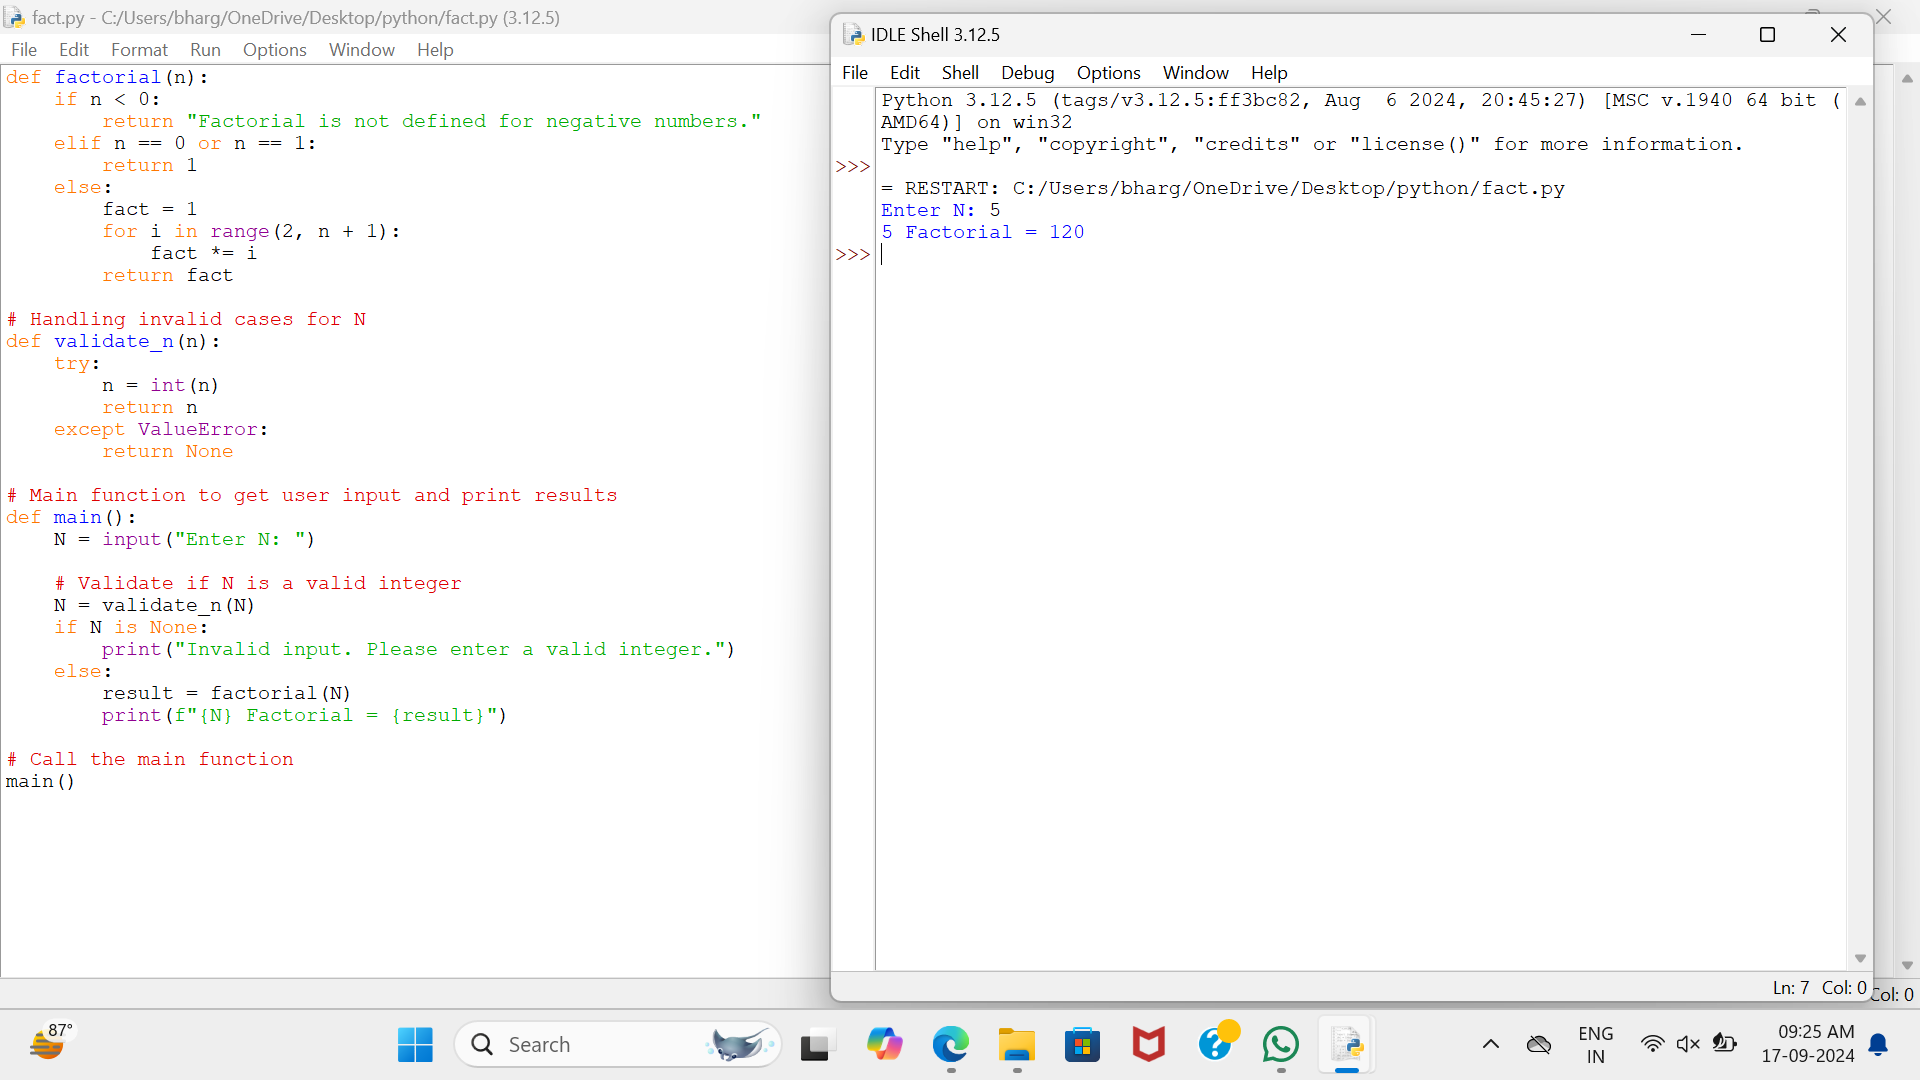 fact.py - C:/Users/bharg/OneDrive/Desktop/python/fact.py (3.12.5)
File Edit Format Run Options Window Help
def factorial(n):
    if n < 0:
        return "Factorial is not defined for negative numbers."
    elif n == 0 or n == 1:
        return 1
    else:
        fact = 1
        for i in range(2, n + 1):
            fact *= i
        return fact

# Handling invalid cases for N
def validate_n(n):
    try:
        n = int(n)
        return n
    except ValueError:
        return None

# Main function to get user input and print results
def main():
    N = input("Enter N: ")

    # Validate if N is a valid integer
    N = validate_n(N)
    if N is None:
        print("Invalid input. Please enter a valid integer.")
    else:
        result = factorial(N)
        print(f"{N} Factorial = {result}")

# Call the main function
main()
IDLE Shell 3.12.5
File Edit Shell Debug Options Window Help
Python 3.12.5 (tags/v3.12.5:ff3bc82, Aug  6 2024, 20:45:27) [MSC v.1940 64 bit (
AMD64)] on win32
Type "help", "copyright", "credits" or "license()" for more information.
>>>
= RESTART: C:/Users/bharg/OneDrive/Desktop/python/fact.py
Enter N: 5
5 Factorial = 120
>>>
Ln: 7 Col: 0
Col: 0
87°
Search
ENG
IN
09:25 AM
17-09-2024